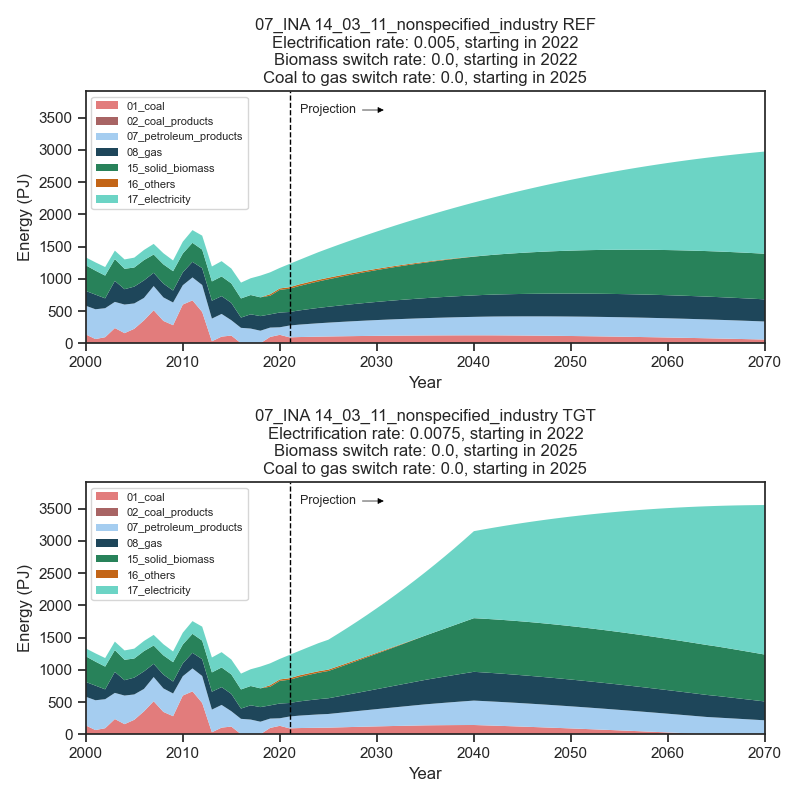 07_INA 14_03_11_nonspecified_industry REF
Electrification rate: 0.005, starting in 2022
Biomass switch rate: 0.0, starting in 2022
Coal to gas switch rate: 0.0, starting in 2025
Energy (PJ)
3500
3000
2500
2000
1500
1000
500
0
01_coal
02_coal_products
07_petroleum_products
08_gas
15_solid_biomass
16_others
17_electricity
Projection
2000 2010 2020 2030 2040 2050 2060 2070
Year
07_INA 14_03_11_nonspecified_industry TGT
Electrification rate: 0.0075, starting in 2022
Biomass switch rate: 0.0, starting in 2025
Coal to gas switch rate: 0.0, starting in 2025
Energy (PJ)
3500
3000
2500
2000
1500
1000
500
0
01_coal
02_coal_products
07_petroleum_products
08_gas
15_solid_biomass
16_others
17_electricity
Projection
2000 2010 2020 2030 2040 2050 2060 2070
Year